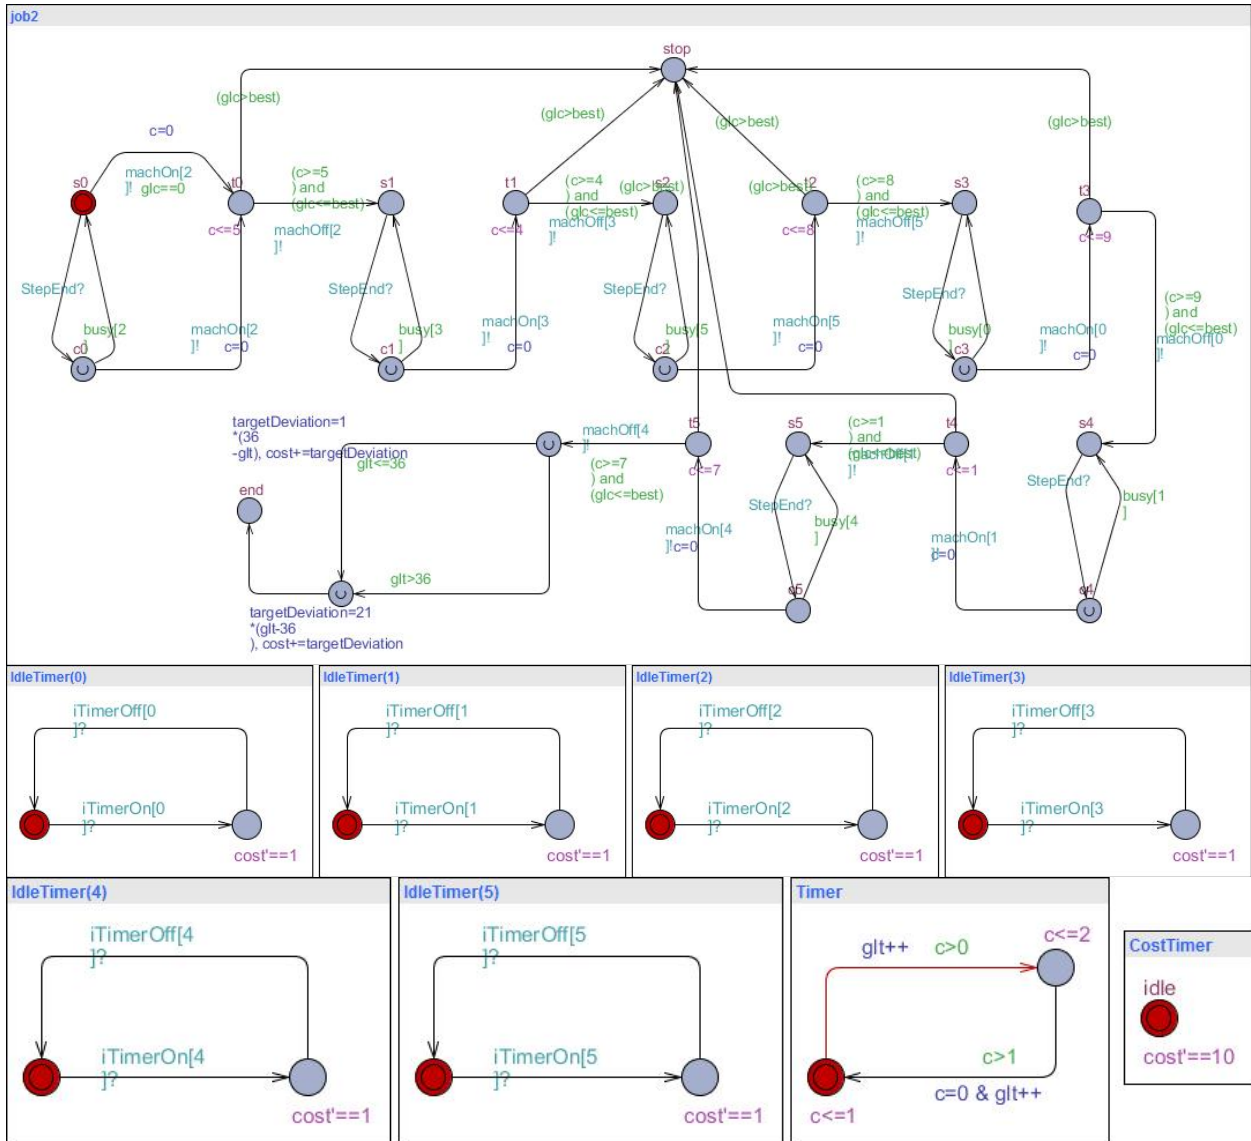 job2
stop
(glc>best)
c=0
(glc>best)
(glc>best)
(glc>best)
machOn[2
]! glc==0
s0
t0
(c>=5
) and
(glc<=best)
s1
t1
(c>=4
) and
(glc<=best)
(glc>best)
s2
(glc>best)
t2
(c>=8
) and
(glc<=best)
s3
t3
c<=5
machOff[2
]!
c<=4
machOff[3
]!
c<=8
machOff[5
]!
c<=9
StepEnd?
StepEnd?
StepEnd?
StepEnd?
(c>=9
) and
(glc<=best)
machOff[0
]!
busy[2
]
machOn[2
]!
c=0
busy[3
]
machOn[3
]!
c=0
busy[5
]
machOn[5
]!
c=0
busy[0
]
machOn[0
]!
c=0
c0
c1
c2
c3
targetDeviation=1
*(36
-glt), cost+=targetDeviation
glt<=36
machOff[4
]!
(c>=7
) and
(glc<=best)
t5
c<=7
s5
(c>=1
) and
(glc<=best)
machOff[1
]!
t4
c<=1
s4
StepEnd?
busy[1
]
end
StepEnd?
busy[4
]
machOn[4
]!
c=0
machOn[1
]!
c=0
glt>36
c5
c4
targetDeviation=21
*(glt-36
), cost+=targetDeviation
IdleTimer(0)
iTimerOff[0
]?
iTimerOn[0
]?
cost'==1
IdleTimer(1)
iTimerOff[1
]?
iTimerOn[1
]?
cost'==1
IdleTimer(2)
iTimerOff[2
]?
iTimerOn[2
]?
cost'==1
IdleTimer(3)
iTimerOff[3
]?
iTimerOn[3
]?
cost'==1
IdleTimer(4)
iTimerOff[4
]?
iTimerOn[4
]?
cost'==1
IdleTimer(5)
iTimerOff[5
]?
iTimerOn[5
]?
cost'==1
Timer
c<=2
glt++ c>0
c>1
c=0 & glt++
c<=1
CostTimer
idle
cost'==10